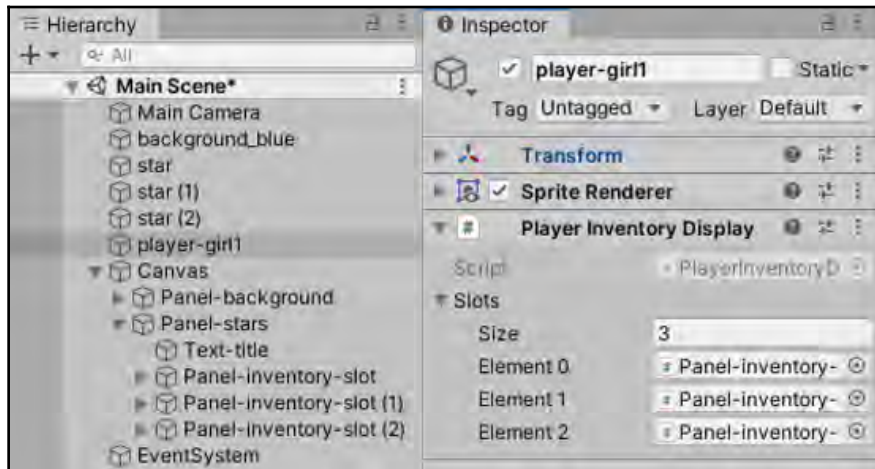 Hierarchy
All
Main Scene*
Main Camera
background_blue
star
star (1)
star (2)
player-girl1
Canvas
Panel-background
Panel-stars
Text-title
Panel-inventory-slot
Panel-inventory-slot (1)
Panel-inventory-slot (2)
EventSystem
Inspector
player-girl1 Static
Tag Untagged Layer Default
Transform
Sprite Renderer
# Player Inventory Display
Script PlayerInventoryD
Slots
Size 3
Element 0 # Panel-inventory-
Element 1 # Panel-inventory-
Element 2 # Panel-inventory-